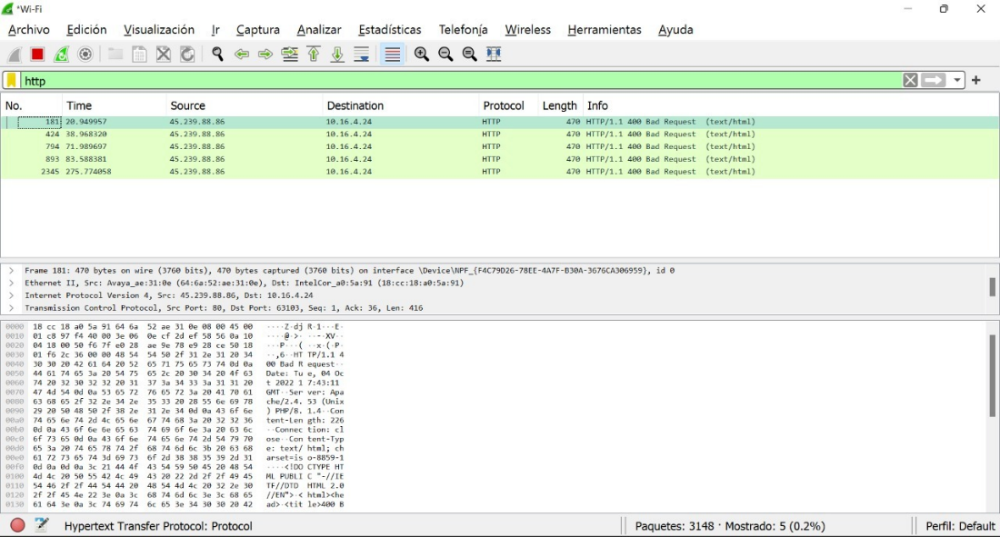 *Wi-Fi
Archivo Edición Visualización Ir Captura Analizar Estadísticas Telefonía Wireless Herramientas Ayuda
http
No. Time Source Destination Protocol Length Info
181 20.949957 45.239.88.86 10.16.4.24 HTTP 470 HTTP/1.1 400 Bad Request (text/html)
424 38.968320 45.239.88.86 10.16.4.24 HTTP 470 HTTP/1.1 400 Bad Request (text/html)
794 71.989697 45.239.88.86 10.16.4.24 HTTP 470 HTTP/1.1 400 Bad Request (text/html)
893 83.588381 45.239.88.86 10.16.4.24 HTTP 470 HTTP/1.1 400 Bad Request (text/html)
2345 275.774058 45.239.88.86 10.16.4.24 HTTP 470 HTTP/1.1 400 Bad Request (text/html)
> Frame 181: 470 bytes on wire (3760 bits), 470 bytes captured (3760 bits) on interface \Device\NPF_{F4C79D26-78EE-4A7F-B30A-3676CA306959}, id 0
> Ethernet II, Src: Avaya_ae:31:0e (64:6a:52:ae:31:0e), Dst: IntelCor_a0:5a:91 (18:cc:18:a0:5a:91)
> Internet Protocol Version 4, Src: 45.239.88.86, Dst: 10.16.4.24
> Transmission Control Protocol, Src Port: 80, Dst Port: 63103, Seq: 1, Ack: 36, Len: 416
0000 18 cc 18 a0 5a 91 64 6a 52 ae 31 0e 08 00 45 00 ····Z·dj R·1···E·
0010 01 c8 97 f4 40 00 3e 06 0e cf 2d ef 58 56 0a 10 ····@·>· ··-·XV··
0020 04 18 00 50 f6 7f e0 28 ae 9e 78 e9 28 ce 50 18 ···P···( ··x·(·P·
0030 01 f6 2c 36 00 00 48 54 54 50 2f 31 2e 31 20 34 ··,6··HT TP/1.1 4
0040 30 30 20 42 61 64 20 52 65 71 75 65 73 74 0d 0a 00 Bad R equest··
0050 44 61 74 65 3a 20 54 75 65 2c 20 30 34 20 4f 63 Date: Tu e, 04 Oc
0060 74 20 32 30 32 32 20 31 37 3a 34 33 3a 31 31 20 t 2022 1 7:43:11
0070 47 4d 54 0d 0a 53 65 72 76 65 72 3a 20 41 70 61 GMT··Ser ver: Apa
0080 63 68 65 2f 32 2e 34 2e 35 33 20 28 55 6e 69 78 che/2.4. 53 (Unix
0090 29 20 50 48 50 2f 38 2e 31 2e 34 0d 0a 43 6f 6e ) PHP/8. 1.4··Con
00a0 74 65 6e 74 2d 4c 65 6e 67 74 68 3a 20 32 32 36 tent-Len gth: 226
00b0 0d 0a 43 6f 6e 6e 65 63 74 69 6f 6e 3a 20 63 6c ··Connec tion: cl
00c0 6f 73 65 0d 0a 43 6f 6e 74 65 6e 74 2d 54 79 70 ose··Con tent-Typ
00d0 65 3a 20 74 65 78 74 2f 68 74 6d 6c 3b 20 63 68 e: text/ html; ch
00e0 61 72 73 65 74 3d 69 73 6f 2d 38 38 35 39 2d 31 arset=is o-8859-1
00f0 0d 0a 0d 0a 3c 21 44 4f 43 54 59 50 45 20 48 54 ····<!DO CTYPE HT
0100 4d 4c 20 50 55 42 4c 49 43 20 22 2d 2f 2f 49 45 ML PUBLI C "-//IE
0110 54 46 2f 2f 44 54 44 20 48 54 4d 4c 20 32 2e 30 TF//DTD HTML 2.0
0120 2f 2f 45 4e 22 3e 0a 3c 68 74 6d 6c 3e 3c 68 65 //EN">·< html><he
0130 61 64 3e 0a 3c 74 69 74 6c 65 3e 34 30 30 20 42 ad>·<tit le>400 B
Hypertext Transfer Protocol: Protocol Paquetes: 3148 · Mostrado: 5 (0.2%) Perfil: Default